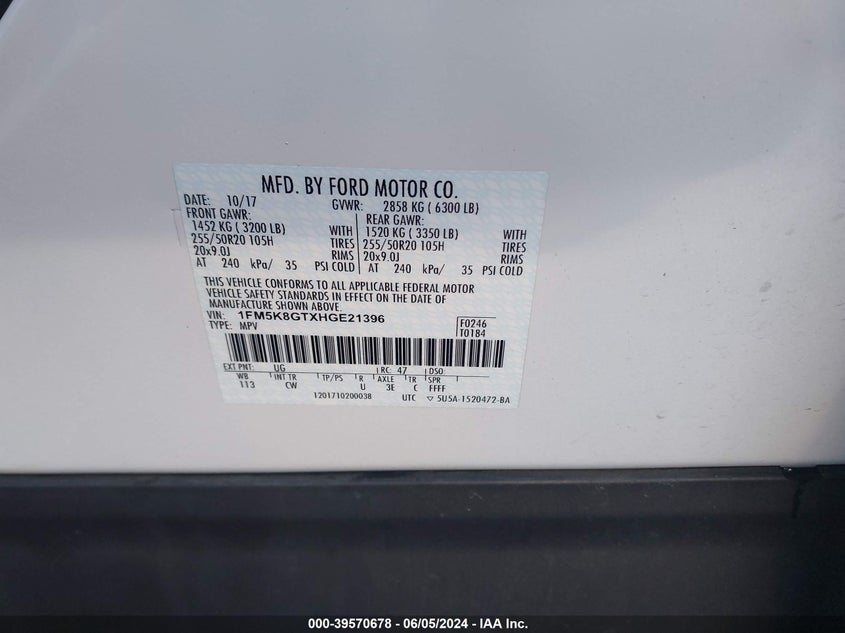 MFD. BY FORD MOTOR CO.
DATE: 10/17 GVWR: 2858 KG ( 6300 LB)
FRONT GAWR: REAR GAWR:
1452 KG ( 3200 LB) WITH 1520 KG ( 3350 LB) WITH
255/50R20 105H TIRES 255/50R20 105H TIRES
20x9.0J RIMS 20x9.0J RIMS
AT 240 kPa/ 35 PSI COLD AT 240 kPa/ 35 PSI COLD
THIS VEHICLE CONFORMS TO ALL APPLICABLE FEDERAL MOTOR
VEHICLE SAFETY STANDARDS IN EFFECT ON THE DATE OF
MANUFACTURE SHOWN ABOVE.
VIN: 1FM5K8GTXHGE21396 F0246
TYPE: MPV T0184
EXT PNT: UG RC: 47 DSO:
WB INT TR TP/PS R AXLE TR SPR
113 CW U 3E C FFFF
1201710200038 UTC ▽ 5U5A-1520472-BA
000-39570678 - 06/05/2024 - IAA Inc.